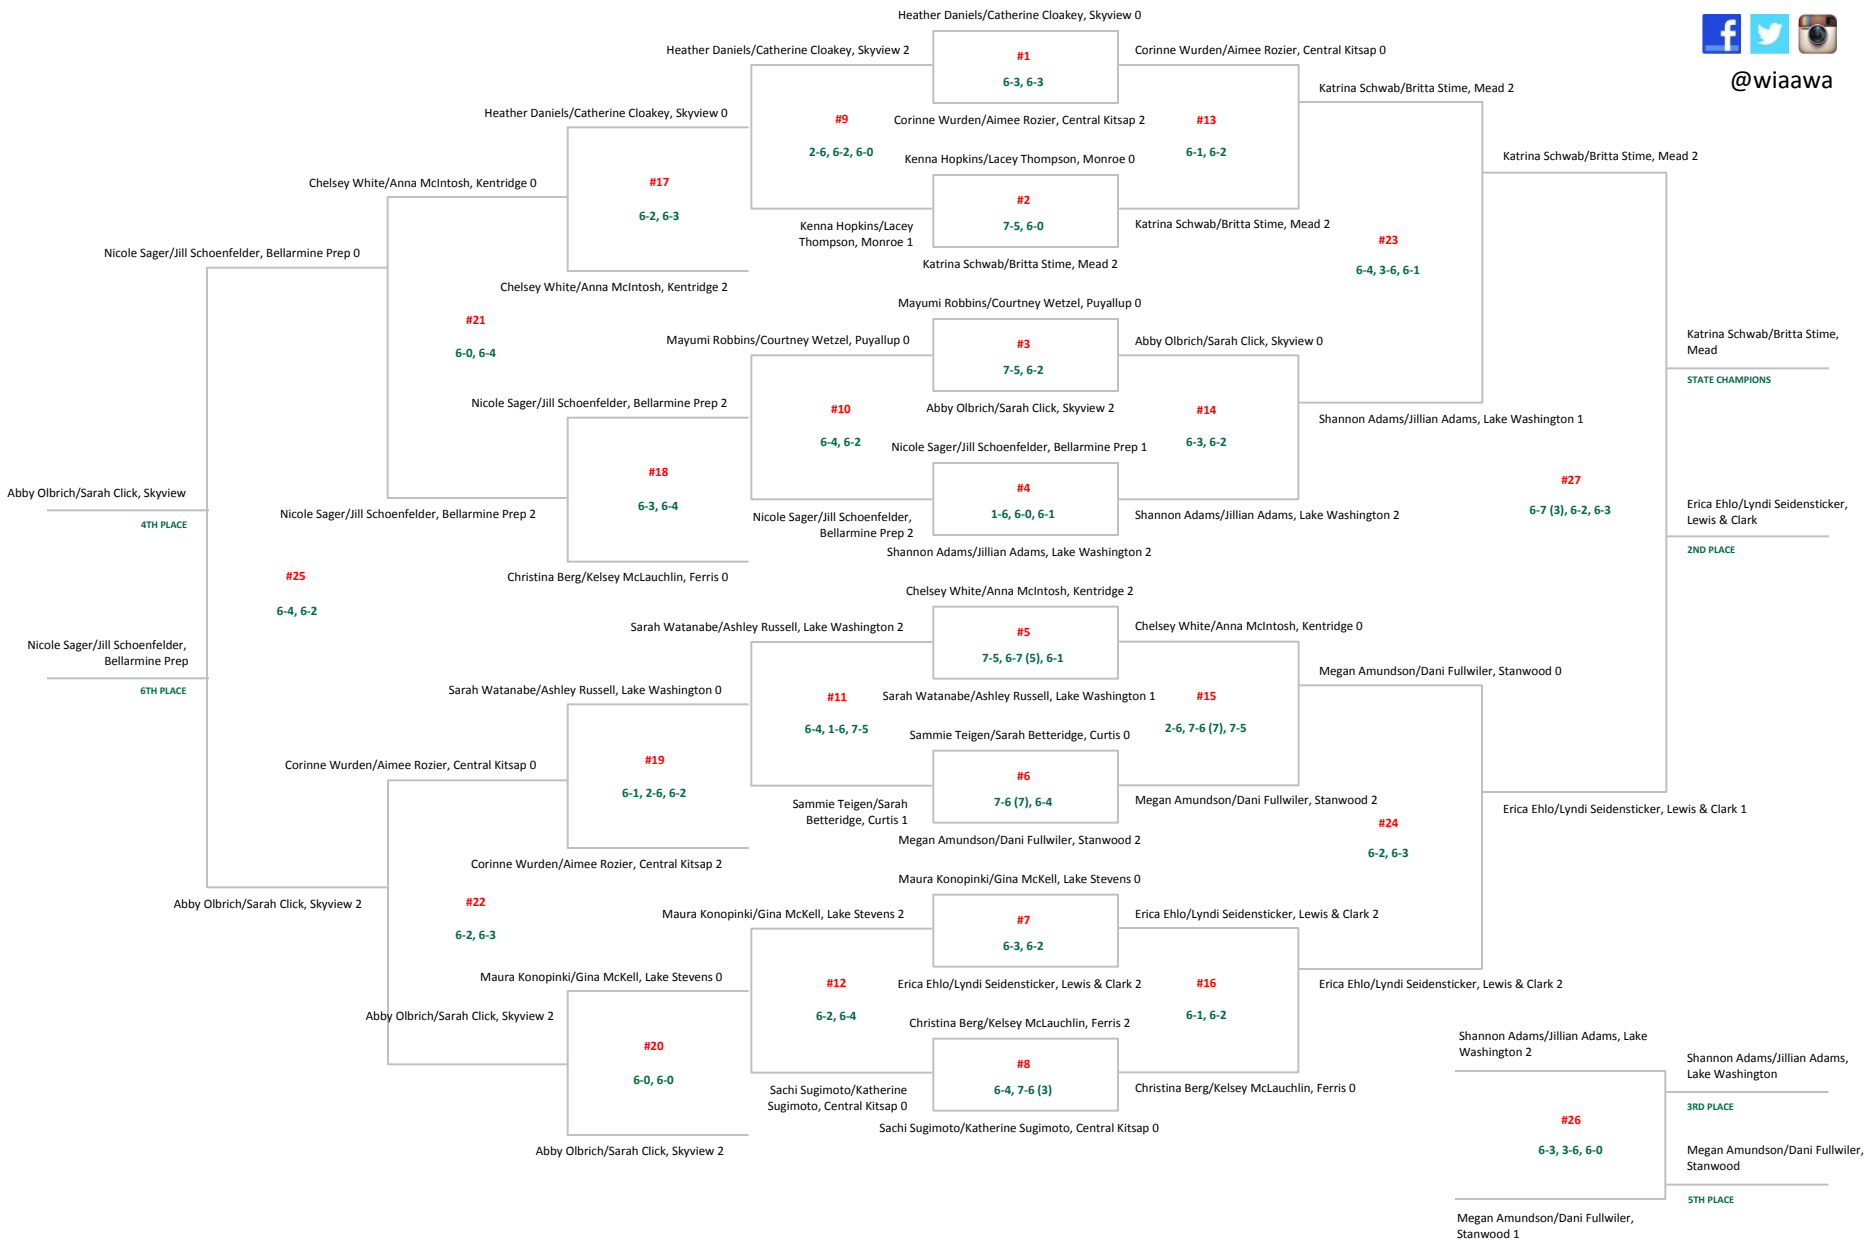 Heather Daniels/Catherine Cloakey, Skyview 0
Heather Daniels/Catherine Cloakey, Skyview 2
#1
6-3, 6-3
Corinne Wurden/Aimee Rozier, Central Kitsap 0
@wiaawa
Katrina Schwab/Britta Stime, Mead 2
Heather Daniels/Catherine Cloakey, Skyview 0
#9
2-6, 6-2, 6-0
Corinne Wurden/Aimee Rozier, Central Kitsap 2
#13
6-1, 6-2
Kenna Hopkins/Lacey Thompson, Monroe 0
Katrina Schwab/Britta Stime, Mead 2
Chelsey White/Anna McIntosh, Kentridge 0
#17
6-2, 6-3
#2
7-5, 6-0
Kenna Hopkins/Lacey
Thompson, Monroe 1
Katrina Schwab/Britta Stime, Mead 2
#23
6-4, 3-6, 6-1
Nicole Sager/Jill Schoenfelder, Bellarmine Prep 0
Katrina Schwab/Britta Stime, Mead 2
Chelsey White/Anna McIntosh, Kentridge 2
Mayumi Robbins/Courtney Wetzel, Puyallup 0
#21
6-0, 6-4
Mayumi Robbins/Courtney Wetzel, Puyallup 0
#3
7-5, 6-2
Abby Olbrich/Sarah Click, Skyview 0
Katrina Schwab/Britta Stime,
Mead
STATE CHAMPIONS
Nicole Sager/Jill Schoenfelder, Bellarmine Prep 2
#10
6-4, 6-2
Abby Olbrich/Sarah Click, Skyview 2
#14
6-3, 6-2
Shannon Adams/Jillian Adams, Lake Washington 1
Nicole Sager/Jill Schoenfelder, Bellarmine Prep 1
#18
6-3, 6-4
#4
1-6, 6-0, 6-1
#27
6-7 (3), 6-2, 6-3
Abby Olbrich/Sarah Click, Skyview
4TH PLACE
Nicole Sager/Jill Schoenfelder, Bellarmine Prep 2
Nicole Sager/Jill Schoenfelder,
Bellarmine Prep 2
Shannon Adams/Jillian Adams, Lake Washington 2
Erica Ehlo/Lyndi Seidensticker,
Lewis & Clark
2ND PLACE
Shannon Adams/Jillian Adams, Lake Washington 2
#25
6-4, 6-2
Christina Berg/Kelsey McLauchlin, Ferris 0
Chelsey White/Anna McIntosh, Kentridge 2
Sarah Watanabe/Ashley Russell, Lake Washington 2
#5
7-5, 6-7 (5), 6-1
Chelsey White/Anna McIntosh, Kentridge 0
Nicole Sager/Jill Schoenfelder,
Bellarmine Prep
6TH PLACE
Megan Amundson/Dani Fullwiler, Stanwood 0
Sarah Watanabe/Ashley Russell, Lake Washington 0
#11
6-4, 1-6, 7-5
Sarah Watanabe/Ashley Russell, Lake Washington 1
#15
2-6, 7-6 (7), 7-5
Sammie Teigen/Sarah Betteridge, Curtis 0
Corinne Wurden/Aimee Rozier, Central Kitsap 0
#19
6-1, 2-6, 6-2
#6
7-6 (7), 6-4
Sammie Teigen/Sarah
Betteridge, Curtis 1
Megan Amundson/Dani Fullwiler, Stanwood 2
Erica Ehlo/Lyndi Seidensticker, Lewis & Clark 1
#24
6-2, 6-3
Megan Amundson/Dani Fullwiler, Stanwood 2
Corinne Wurden/Aimee Rozier, Central Kitsap 2
Maura Konopinki/Gina McKell, Lake Stevens 0
Abby Olbrich/Sarah Click, Skyview 2
#22
6-2, 6-3
Maura Konopinki/Gina McKell, Lake Stevens 2
#7
6-3, 6-2
Erica Ehlo/Lyndi Seidensticker, Lewis & Clark 2
Maura Konopinki/Gina McKell, Lake Stevens 0
#12
6-2, 6-4
Erica Ehlo/Lyndi Seidensticker, Lewis & Clark 2
#16
6-1, 6-2
Erica Ehlo/Lyndi Seidensticker, Lewis & Clark 2
Abby Olbrich/Sarah Click, Skyview 2
Christina Berg/Kelsey McLauchlin, Ferris 2
#20
6-0, 6-0
#8
6-4, 7-6 (3)
Sachi Sugimoto/Katherine
Sugimoto, Central Kitsap 0
Christina Berg/Kelsey McLauchlin, Ferris 0
Sachi Sugimoto/Katherine Sugimoto, Central Kitsap 0
Abby Olbrich/Sarah Click, Skyview 2
Shannon Adams/Jillian Adams, Lake
Washington 2
Shannon Adams/Jillian Adams,
Lake Washington
3RD PLACE
#26
6-3, 3-6, 6-0
Megan Amundson/Dani Fullwiler,
Stanwood
5TH PLACE
Megan Amundson/Dani Fullwiler,
Stanwood 1